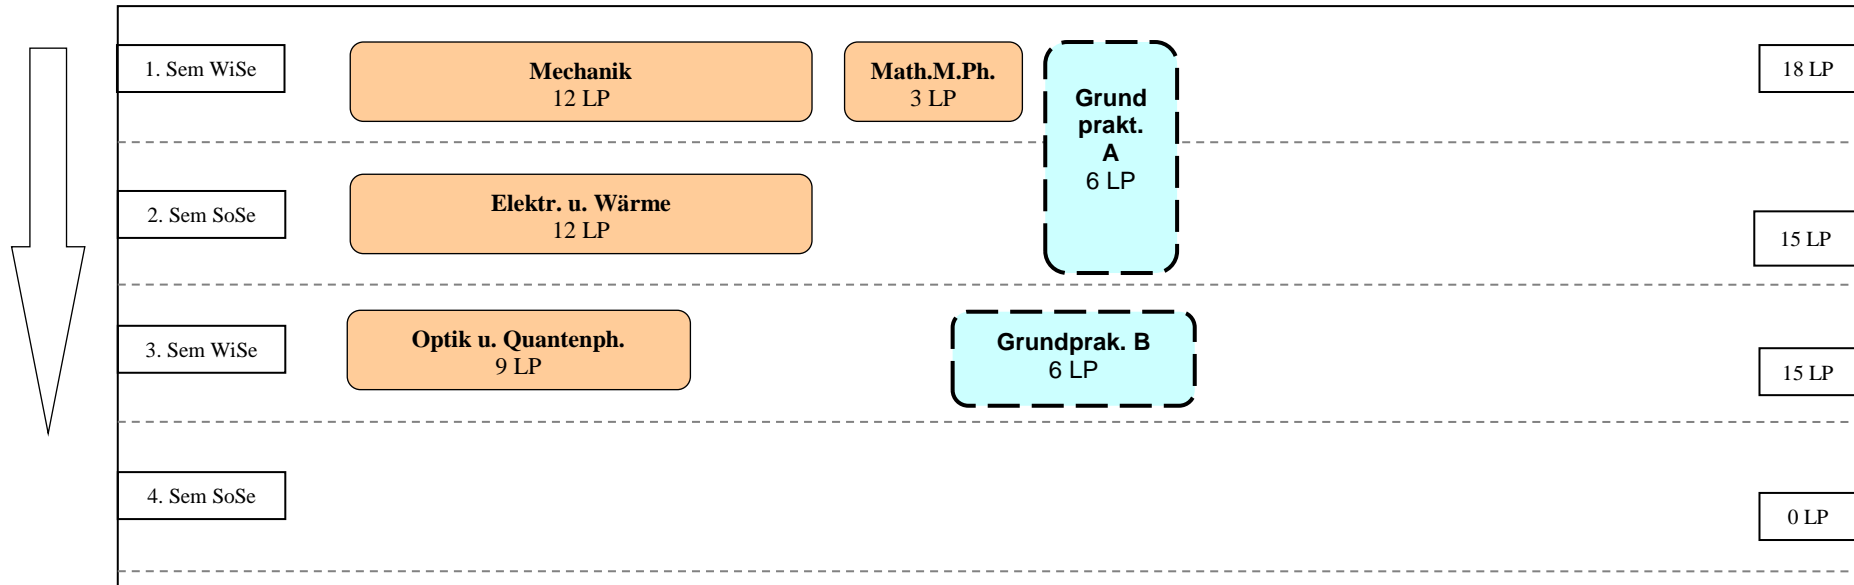 1. Sem WiSe
Mechanik
12 LP
Math.M.Ph.
3 LP
Grund
prakt.
A
6 LP
18 LP
2. Sem SoSe
Elektr. u. Wärme
12 LP
15 LP
3. Sem WiSe
Optik u. Quantenph.
9 LP
Grundprak. B
6 LP
15 LP
4. Sem SoSe
0 LP